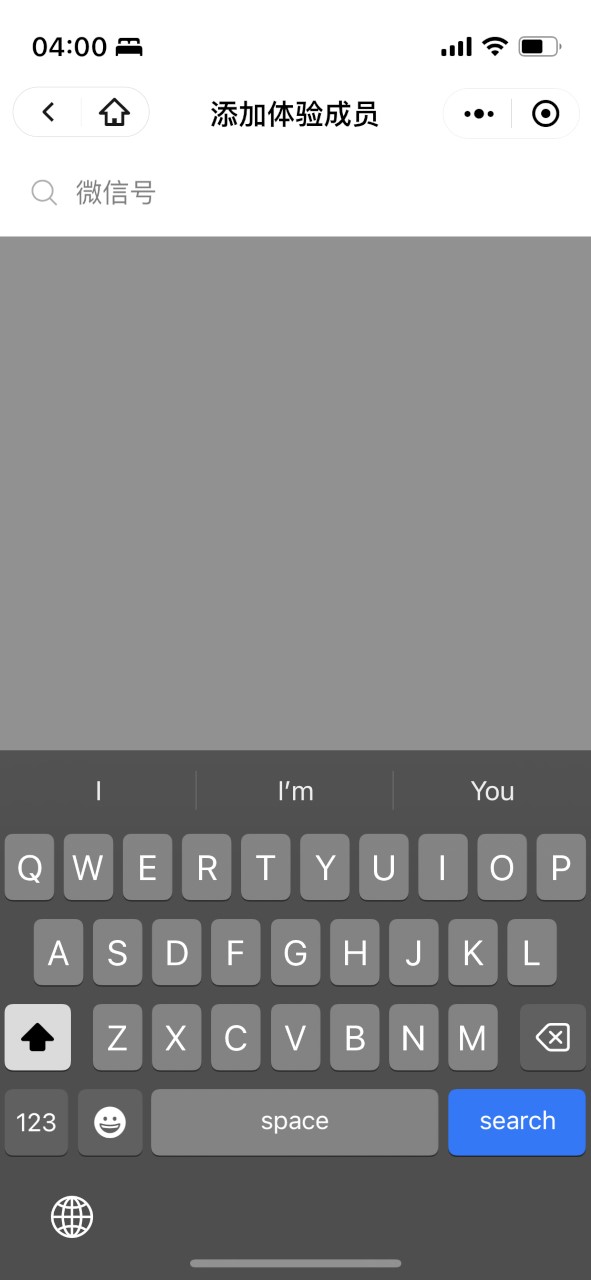 04:00
添加体验成员
微信号
I I'm You
Q W E R T Y U I O P
A S D F G H J K L
Z X C V B N M
123 space search